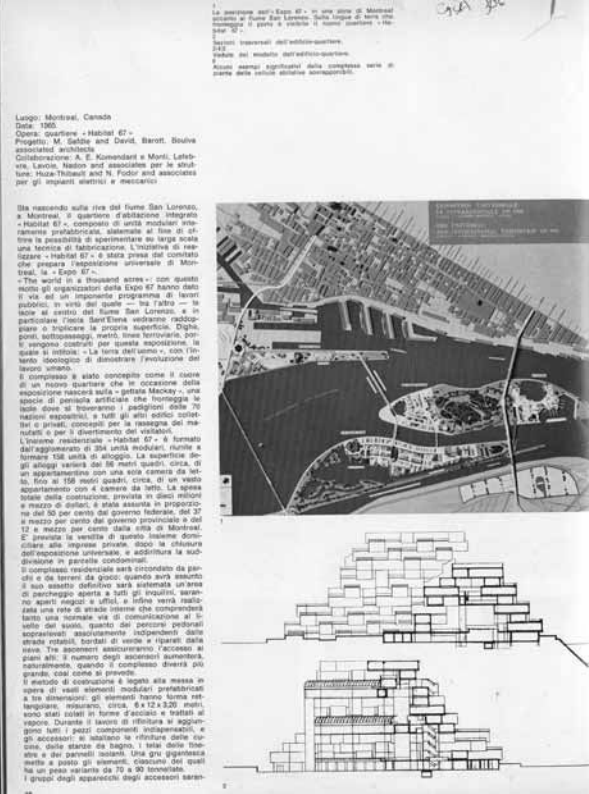 1
La posizione dell'« Expo 67 » in una zona di Montreal
accanto al fiume San Lorenzo. Sulla lingua di terra che
fronteggia il porto è visibile il nuovo quartiere « Ha-
bitat 67 ».
2
Sezioni trasversali dell'edificio-quartiere.
Vedute del modello dell'edificio-quartiere.
Alcuni esempi significativi della complessa serie di
piante delle cellule abitative sovrapponibili.
Luogo: Montreal, Canada
Data: 1965.
Opera: quartiere « Habitat 67 »
Progetto: M. Safdie and David, Barott, Boulva
associated architects
Collaborazione: A. E. Komendant e Monti, Lefeb-
vre, Lavoie, Nadon and associates per le strut-
ture; Huza-Thibault and N. Fodor and associates
per gli impianti elettrici e meccanici
Sta nascendo sulla riva del fiume San Lorenzo,
a Montreal, il quartiere d'abitazione integrato
« Habitat 67 », composto di unità modulari inte-
ramente prefabbricate, sistemate al fine di of-
frire la possibilità di sperimentare su larga scala
una tecnica di fabbricazione. L'iniziativa di rea-
lizzare « Habitat 67 » è stata presa dal comitato
che prepara l'esposizione universale di Mon-
treal, la « Expo 67 ».
« The world in a thousand acres »: con questo
motto gli organizzatori della Expo 67 hanno dato
il via ad un imponente programma di lavori
pubblici, in virtù del quale — tra l'altro — le
isole al centro del fiume San Lorenzo, e in
particolare l'isola Sant'Elena vedranno raddop-
piare o triplicare la propria superficie. Dighe,
ponti, sottopassaggi, metrò, linee ferroviarie, por-
ti vengono costruiti per questa esposizione, la
quale si intitola: « La terra dell'uomo », con l'in-
tento ideologico di dimostrare l'evoluzione del
lavoro umano.
Il complesso è stato concepito come il cuore
di un nuovo quartiere che in occasione della
esposizione nascerà sulla « gettata Mackay », una
specie di penisola artificiale che fronteggia le
isole dove si troveranno i padiglioni delle 70
nazioni espositrici, e tutti gli altri edifici collet-
tivi o privati, concepiti per la rassegna dei ma-
nufatti o per il divertimento dei visitatori.
L'insieme residenziale « Habitat 67 » è formato
dall'agglomerato di 354 unità modulari, riunite a
formare 158 unità di alloggio. La superficie de-
gli alloggi varierà dai 56 metri quadri, circa, di
un appartamento con una sola camera da let-
to, fino ai 158 metri quadri, circa, di un vasto
appartamento con 4 camere da letto. La spesa
totale della costruzione, prevista in dieci milioni
e mezzo di dollari, è stata assunta in proporzio-
ne del 50 per cento dal governo federale, del 37
e mezzo per cento dal governo provinciale e del
12 e mezzo per cento dalla città di Montreal.
E' prevista la vendita di questo insieme domi-
ciliare alle imprese private, dopo la chiusura
dell'esposizione universale, e addirittura la sud-
divisione in parcelle condominali.
Il complesso residenziale sarà circondato da par-
chi e da terreni da gioco; quando avrà assunto
il suo assetto definitivo sarà sistemata un'area
di parcheggio aperta a tutti gli inquilini, saran-
no aperti negozi e uffici, e infine verrà realiz-
zata una rete di strade interne che comprenderà
tanto una normale via di comunicazione al li-
vello del suolo, quanto dei percorsi pedonali
sopraelevati assolutamente indipendenti dalle
strade rotabili, bordati di verde e riparati dalla
neve. Tre ascensori assicureranno l'accesso ai
piani alti: il numero degli ascensori aumenterà,
naturalmente, quando il complesso diverrà più
grande, così come si prevede.
Il metodo di costruzione è legato alla messa in
opera di vasti elementi modulari prefabbricati
a tre dimensioni: gli elementi hanno forma ret-
tangolare, misurano, circa, 6 x 12 x 3,20 metri,
sono stati colati in forme d'acciaio e trattati al
vapore. Durante il lavoro di rifinitura si aggiun-
gono tutti i pezzi componenti indispensabili, e
gli accessori: si istallano le rifiniture delle cu-
cine, delle stanze da bagno, i telai delle fine-
stre e dei pannelli isolanti. Una gru gigantesca
mette a posto gli elementi, ciascuno dei quali
ha un peso variante da 70 a 90 tonnellate.
I gruppi degli apparecchi degli accessori saran-
1
2